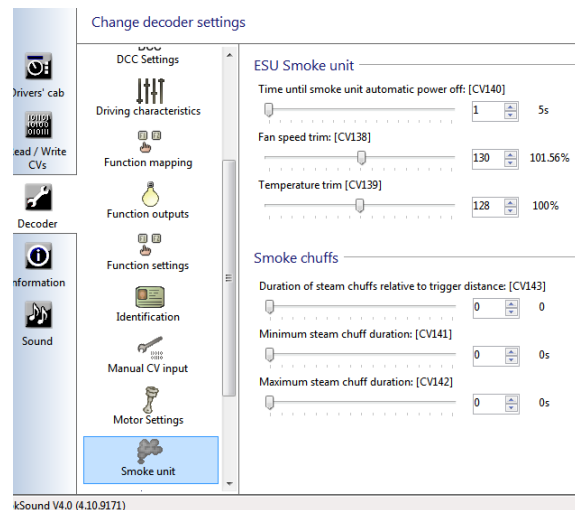 Change decoder settings
Drivers' cab
Read / Write
CVs
Decoder
Information
Sound
DCC Settings
Driving characteristics
Function mapping
Function outputs
Function settings
Identification
Manual CV input
Motor Settings
Smoke unit
ESU Smoke unit
Time until smoke unit automatic power off: [CV140]
1 5s
Fan speed trim: [CV138]
130 101.56%
Temperature trim [CV139]
128 100%
Smoke chuffs
Duration of steam chuffs relative to trigger distance: [CV143]
0 0
Minimum steam chuff duration: [CV141]
0 0s
Maximum steam chuff duration: [CV142]
0 0s
kSound V4.0 (4.10.9171)